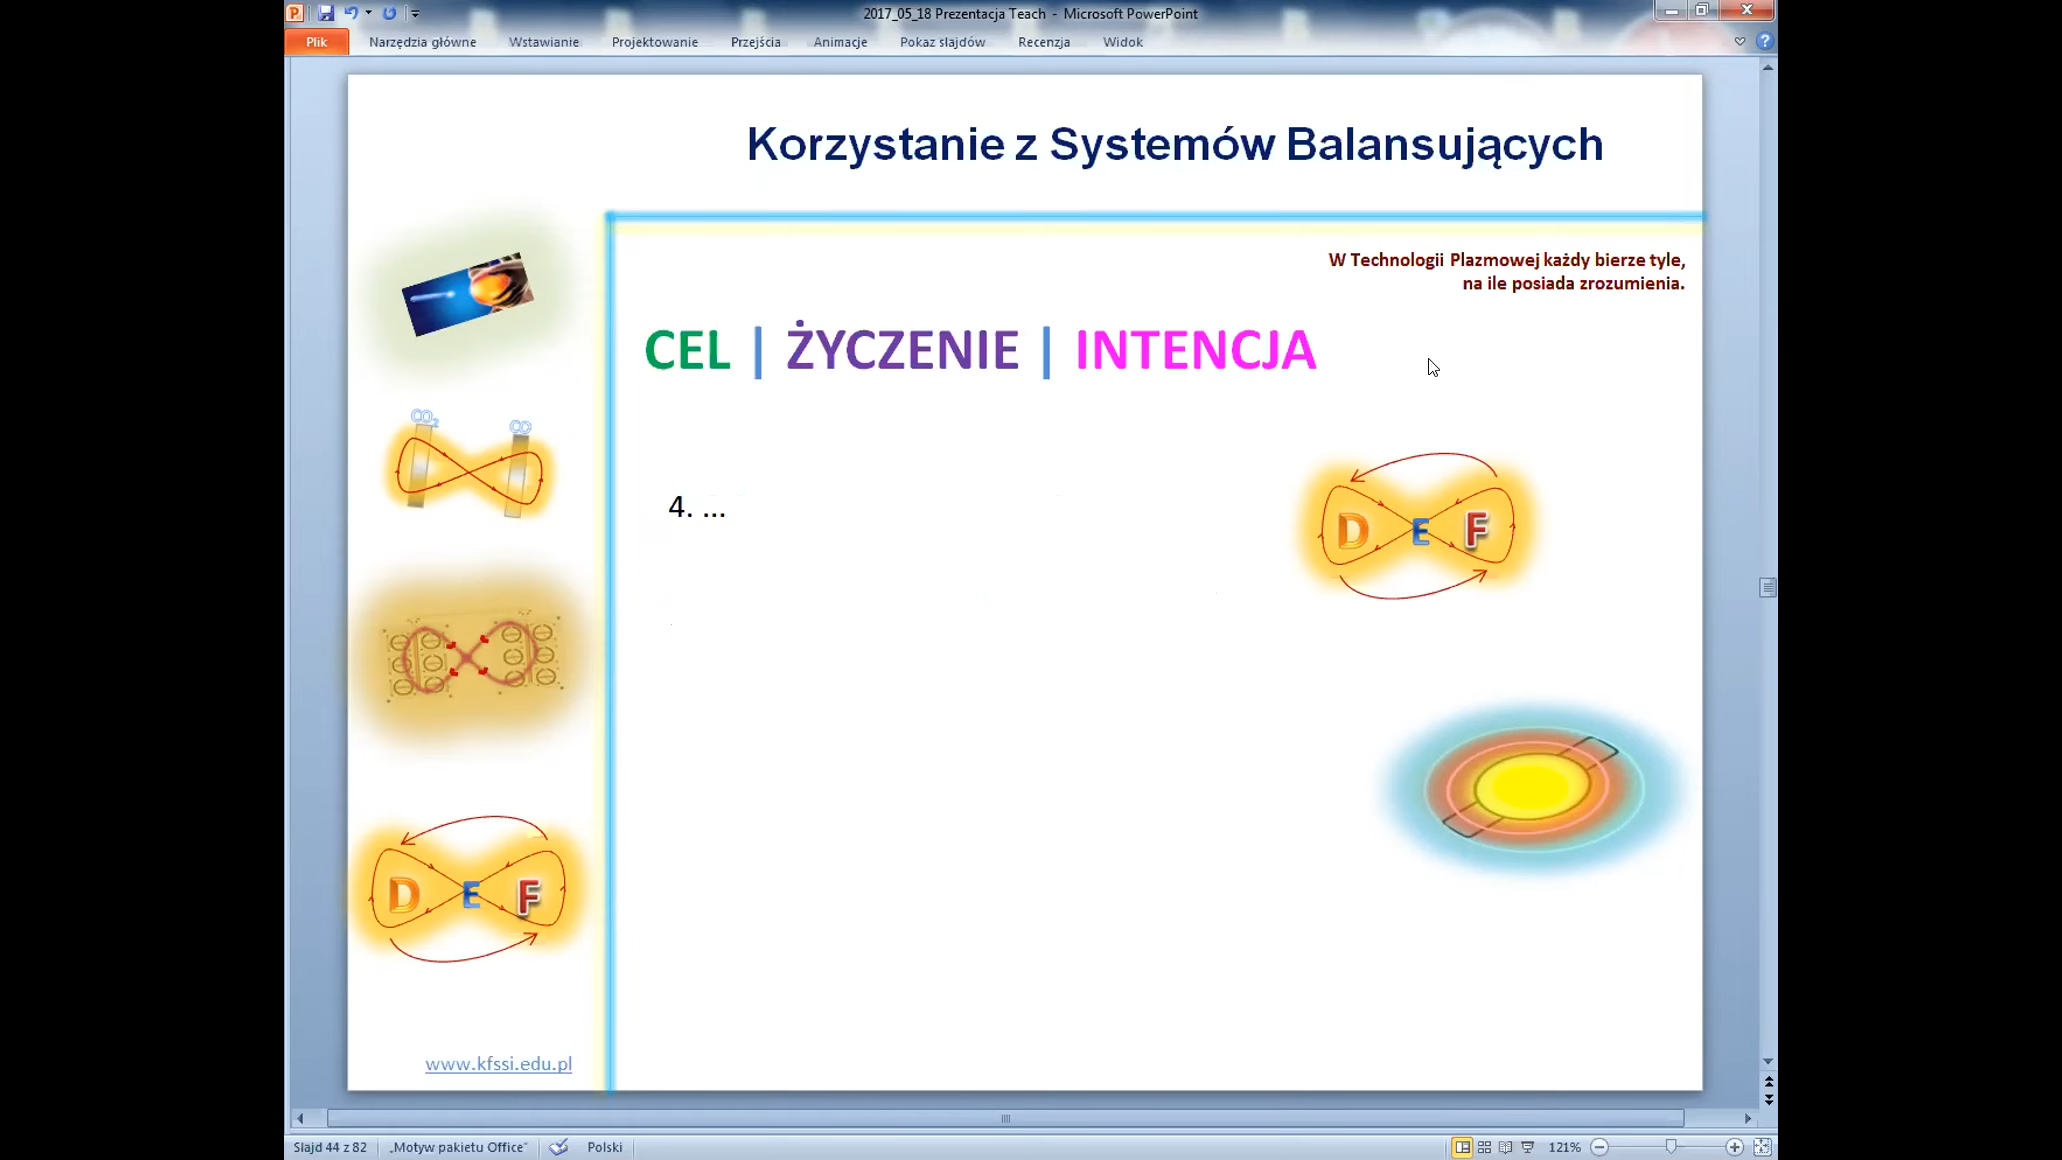 2017_05_18 Prezentacja Teach - Microsoft PowerPoint
Plik Narzędzia główne Wstawianie Projektowanie Przejścia Animacje Pokaz slajdów Recenzja Widok
Korzystanie z Systemów Balansujących
W Technologii Plazmowej każdy bierze tyle,
na ile posiada zrozumienia.
CEL | ŻYCZENIE | INTENCJA
CO2 CO
4. ...
D E F
D E F
www.kfssi.edu.pl
Slajd 44 z 82 „Motyw pakietu Office” Polski 121%